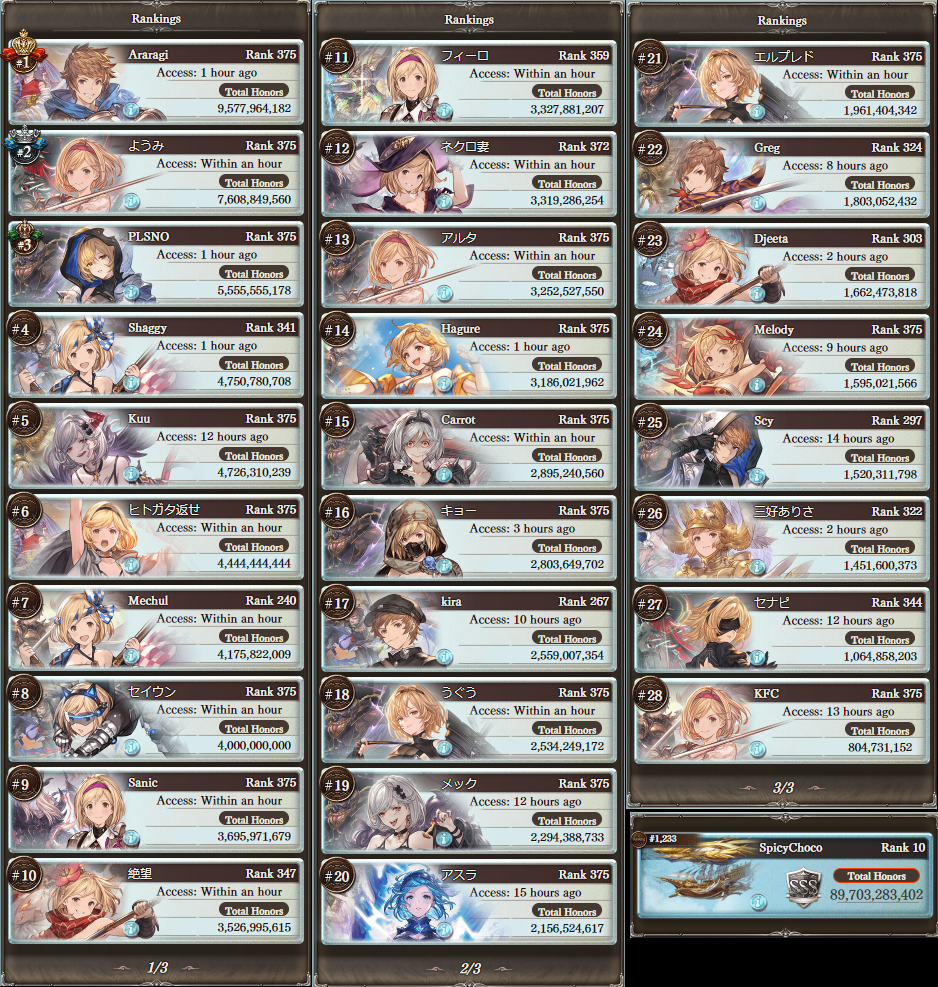 Rankings
#1
Araragi Rank 375
Access: 1 hour ago
Total Honors
9,577,964,182
#2
ようみ Rank 375
Access: Within an hour
Total Honors
7,608,849,560
#3
PLSNO Rank 375
Access: 1 hour ago
Total Honors
5,555,555,178
#4
Shaggy Rank 341
Access: 1 hour ago
Total Honors
4,750,780,708
#5
Kuu Rank 375
Access: 12 hours ago
Total Honors
4,726,310,239
#6
ヒトガタ返せ Rank 375
Access: Within an hour
Total Honors
4,444,444,444
#7
Mechul Rank 240
Access: Within an hour
Total Honors
4,175,822,009
#8
セイウン Rank 375
Access: Within an hour
Total Honors
4,000,000,000
#9
Sanic Rank 375
Access: Within an hour
Total Honors
3,695,971,679
#10
絶望 Rank 347
Access: Within an hour
Total Honors
3,526,995,615
1/3
Rankings
#11
フィーロ Rank 359
Access: Within an hour
Total Honors
3,327,881,207
#12
ネクロ妻 Rank 372
Access: Within an hour
Total Honors
3,319,286,254
#13
アルタ Rank 375
Access: Within an hour
Total Honors
3,252,527,550
#14
Hagure Rank 375
Access: 1 hour ago
Total Honors
3,186,021,962
#15
Carrot Rank 375
Access: Within an hour
Total Honors
2,895,240,560
#16
キョー Rank 375
Access: 3 hours ago
Total Honors
2,803,649,702
#17
kira Rank 267
Access: 10 hours ago
Total Honors
2,559,007,354
#18
うぐう Rank 375
Access: Within an hour
Total Honors
2,534,249,172
#19
メック Rank 375
Access: 12 hours ago
Total Honors
2,294,388,733
#20
アスラ Rank 375
Access: 15 hours ago
Total Honors
2,156,524,617
2/3
Rankings
#21
エルプレド Rank 375
Access: Within an hour
Total Honors
1,961,404,342
#22
Greg Rank 324
Access: 8 hours ago
Total Honors
1,803,052,432
#23
Djeeta Rank 303
Access: 2 hours ago
Total Honors
1,662,473,818
#24
Melody Rank 375
Access: 9 hours ago
Total Honors
1,595,021,566
#25
Scy Rank 297
Access: 14 hours ago
Total Honors
1,520,311,798
#26
三好ありさ Rank 322
Access: 2 hours ago
Total Honors
1,451,600,373
#27
セナピ Rank 344
Access: 12 hours ago
Total Honors
1,064,858,203
#28
KFC Rank 375
Access: 13 hours ago
Total Honors
804,731,152
3/3
#1,233
SpicyChoco Rank 10
SSS
Total Honors
89,703,283,402